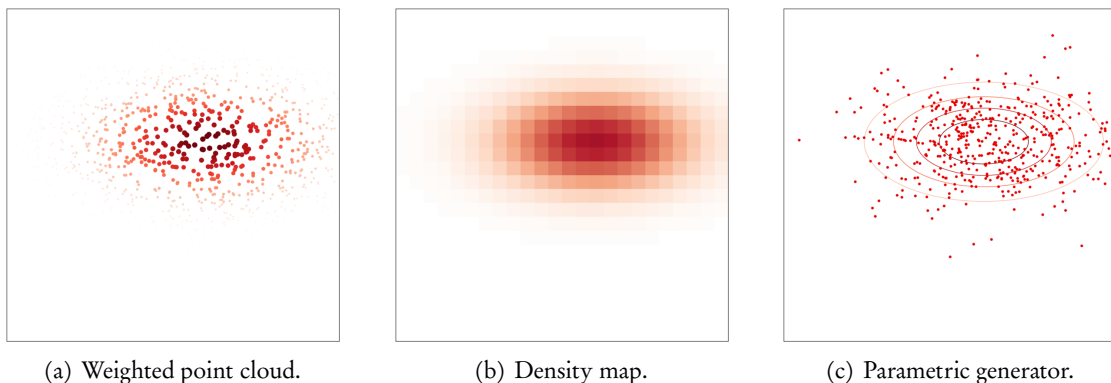 (a) Weighted point cloud.
(b) Density map.
(c) Parametric generator.